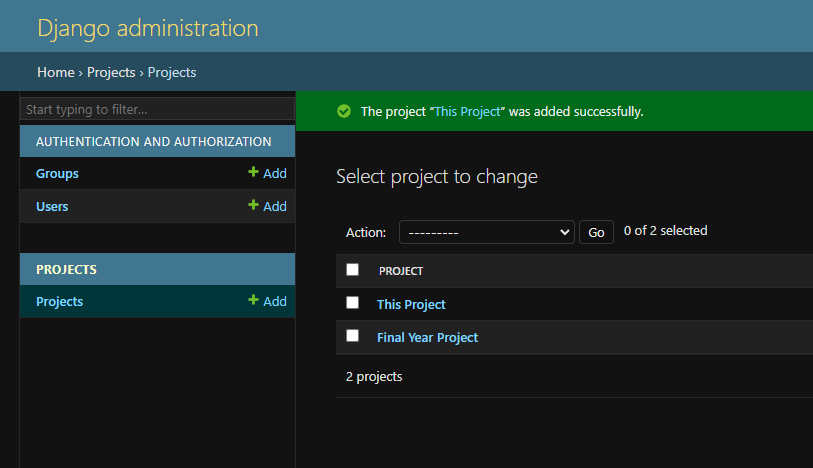 Django administration
Home › Projects › Projects
Start typing to filter...
AUTHENTICATION AND AUTHORIZATION
Groups + Add
Users + Add
PROJECTS
Projects + Add
The project “This Project” was added successfully.
Select project to change
Action: --------- Go 0 of 2 selected
PROJECT
This Project
Final Year Project
2 projects